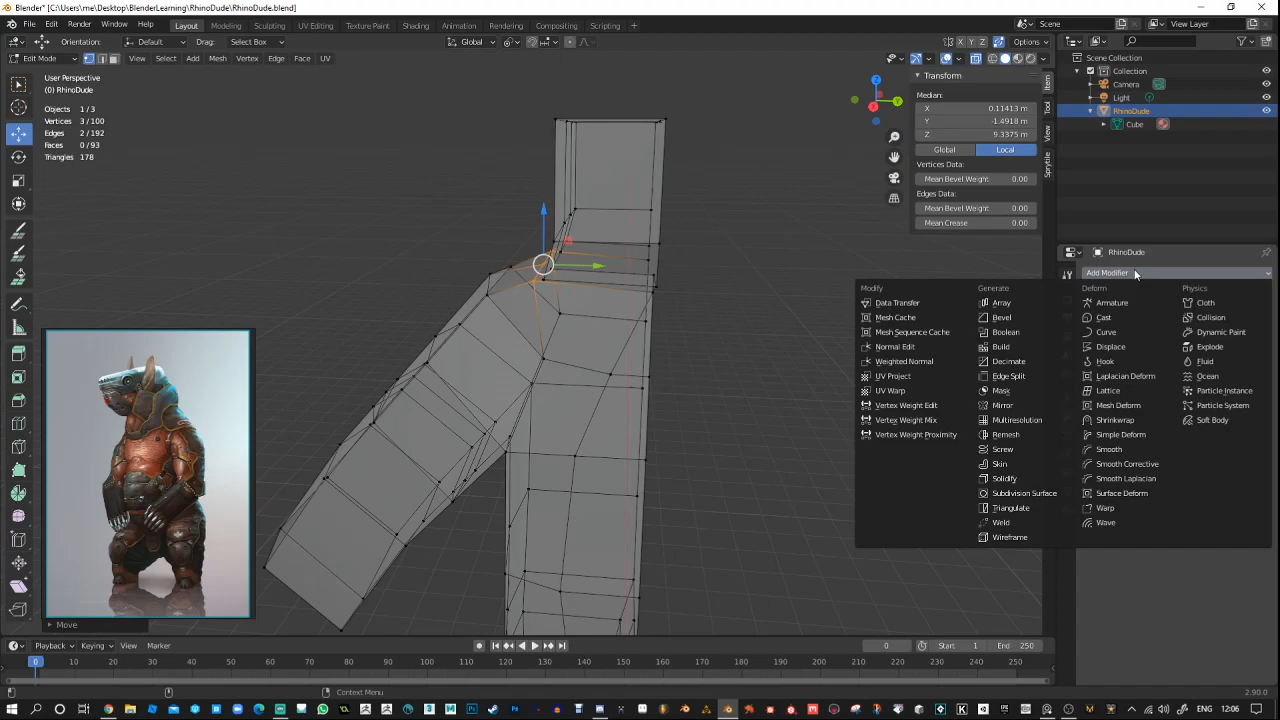 Blender* [C:\Users\me\Desktop\BlenderLearning\RhinoDude\RhinoDude.blend]
File Edit Render Window Help Layout Modeling Sculpting UV Editing Texture Paint Shading Animation Rendering Compositing Scripting + Scene View Layer
Orientation: Default Drag: Select Box Global X Y Z Options
Edit Mode View Select Add Mesh Vertex Edge Face UV
User Perspective
(0) RhinoDude
Objects 1/3
Vertices 3/100
Edges 2/192
Faces 0/93
Triangles 178
Z
Y
X
Transform
Median:
X 0.11413 m
Y -1.4918 m
Z 9.3375 m
Global Local
Vertices Data:
Mean Bevel Weight 0.00
Edges Data:
Mean Bevel Weight 0.00
Mean Crease 0.00
Item
Tool
View
Sprytile
Scene Collection
Collection
Camera
Light
RhinoDude
Cube
RhinoDude
Add Modifier
Modify
Data Transfer
Mesh Cache
Mesh Sequence Cache
Normal Edit
Weighted Normal
UV Project
UV Warp
Vertex Weight Edit
Vertex Weight Mix
Vertex Weight Proximity
Generate
Array
Bevel
Boolean
Build
Decimate
Edge Split
Mask
Mirror
Multiresolution
Remesh
Screw
Skin
Solidify
Subdivision Surface
Triangulate
Weld
Wireframe
Deform
Armature
Cast
Curve
Displace
Hook
Laplacian Deform
Lattice
Mesh Deform
Shrinkwrap
Simple Deform
Smooth
Smooth Corrective
Smooth Laplacian
Surface Deform
Warp
Wave
Physics
Cloth
Collision
Dynamic Paint
Explode
Fluid
Ocean
Particle Instance
Particle System
Soft Body
Move
Playback Keying View Marker 0 Start 1 End 250
0 10 20 30 40 50 60 70 80 90 100 110 120 130 140 150 160 170 180 190 200 210 220 230 240 250
Context Menu 2.90.0
ENG 12:06